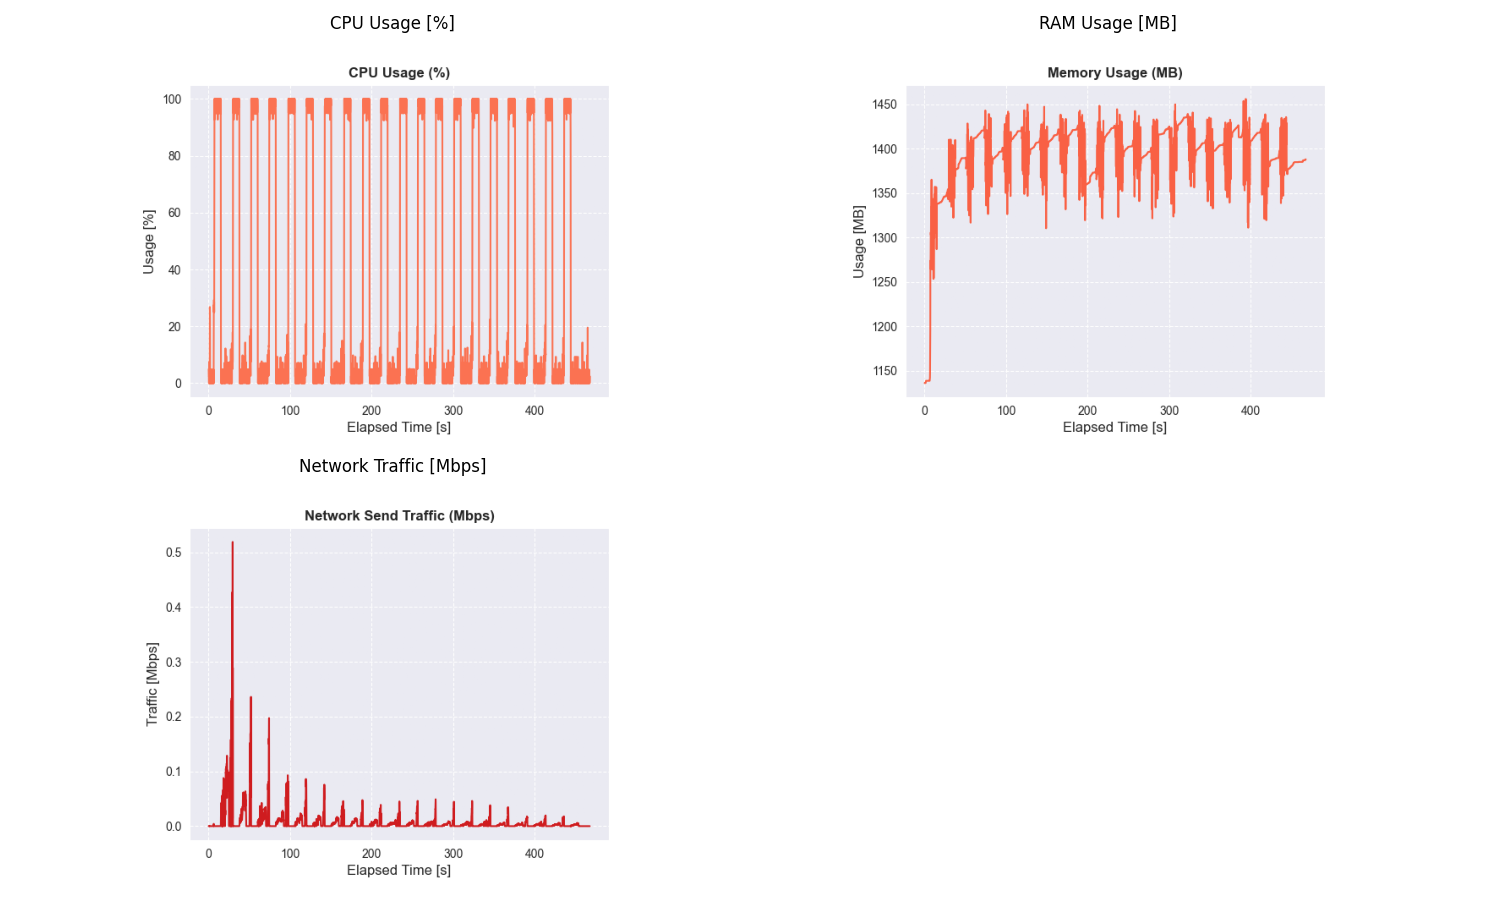 CPU Usage [%]
CPU Usage (%)
Usage [%]
100
80
60
40
20
0
0 100 200 300 400
Elapsed Time [s]
RAM Usage [MB]
Memory Usage (MB)
Usage [MB]
1450
1400
1350
1300
1250
1200
1150
0 100 200 300 400
Elapsed Time [s]
Network Traffic [Mbps]
Network Send Traffic (Mbps)
Traffic [Mbps]
0.5
0.4
0.3
0.2
0.1
0.0
0 100 200 300 400
Elapsed Time [s]